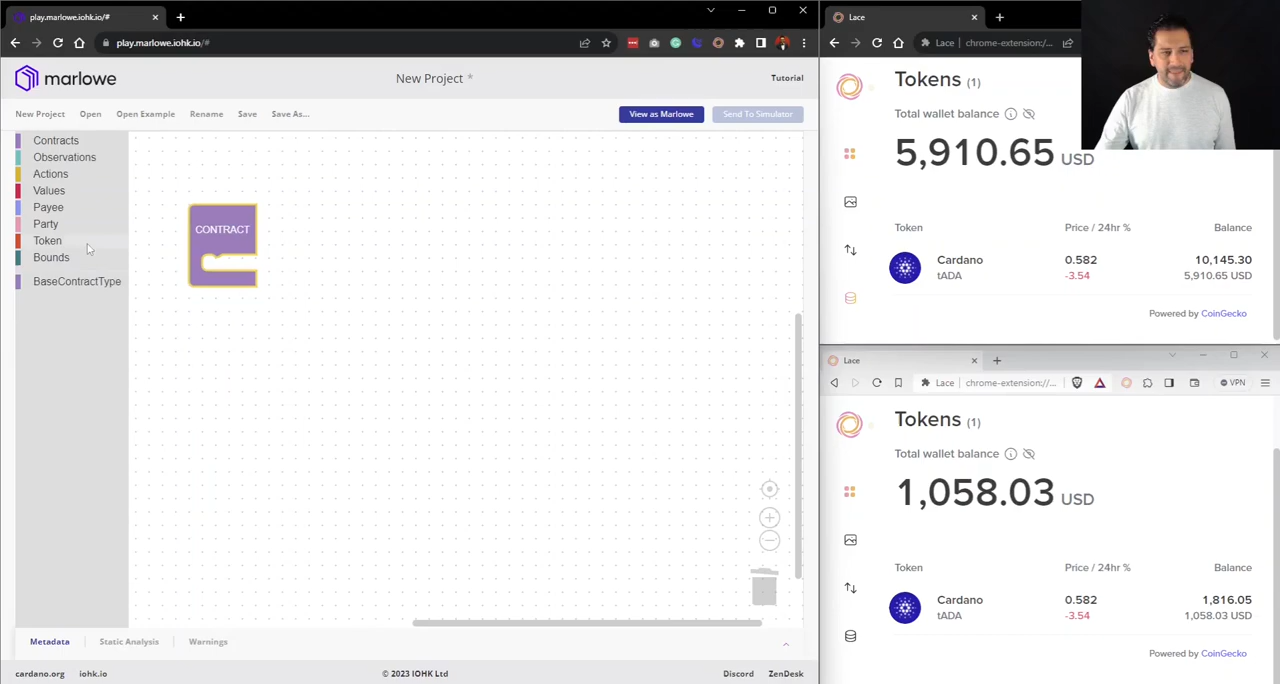 play.marlowe.iohk.io/#
play.marlowe.iohk.io/#
marlowe
New Project *
Tutorial
New Project
Open
Open Example
Rename
Save
Save As...
View as Marlowe
Send To Simulator
Contracts
Observations
Actions
Values
Payee
Party
Token
Bounds
BaseContractType
CONTRACT
Metadata
Static Analysis
Warnings
cardano.org
iohk.io
© 2023 IOHK Ltd
Discord
ZenDesk
Lace
Lace
chrome-extension:/...
Tokens (1)
Total wallet balance
5,910.65 USD
Token
Price / 24hr %
Balance
Cardano
0.582
10,145.30
tADA
-3.54
5,910.65 USD
Powered by CoinGecko
Lace
Lace
chrome-extension://...
VPN
Tokens (1)
Total wallet balance
1,058.03 USD
Token
Price / 24hr %
Balance
Cardano
0.582
1,816.05
tADA
-3.54
1,058.03 USD
Powered by CoinGecko